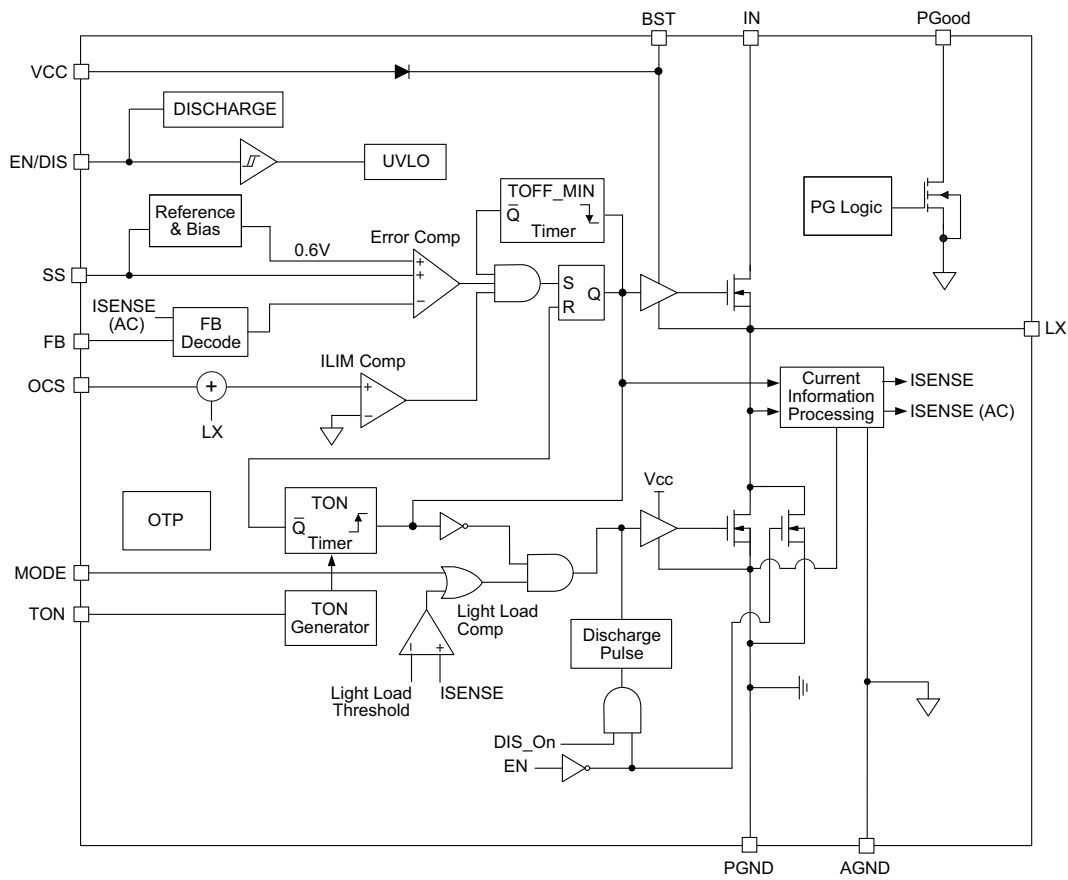 BST
IN
PGood
VCC
DISCHARGE
EN/DIS
UVLO
TOFF_MIN
Q̅
Timer
PG Logic
Reference
& Bias
Error Comp
0.6V
SS
S
R
Q
ISENSE
(AC)
FB
Decode
FB
LX
ILIM Comp
OCS
+
LX
+
+
−
+
−
Current
Information
Processing
ISENSE
ISENSE (AC)
Vcc
OTP
TON
Q̅
Timer
MODE
TON
TON
Generator
Light Load
Comp
Discharge
Pulse
−
+
Light Load
Threshold
ISENSE
DIS_On
EN
PGND
AGND